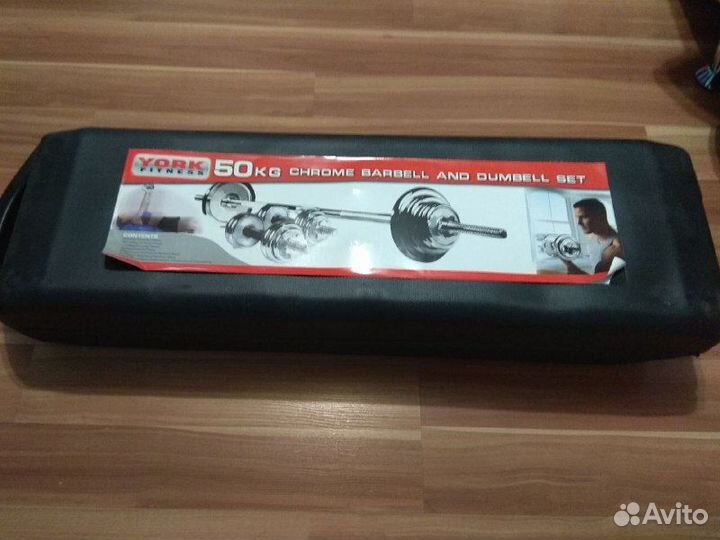 YORK
FITNESS
50KG CHROME BARBELL AND DUMBELL SET
CONTENTS
Avito